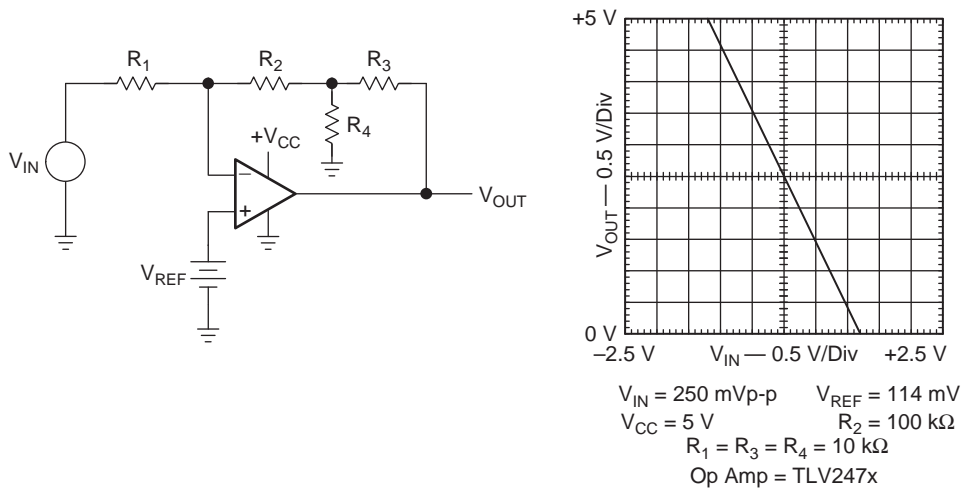 R1
R2
R3
R4
VIN
+VCC
−
+
VREF
VOUT
+5 V
VOUT — 0.5 V/Div
0 V
–2.5 V
VIN — 0.5 V/Div
+2.5 V
VIN = 250 mVp-p VREF = 114 mV
VCC = 5 V R2 = 100 kΩ
R1 = R3 = R4 = 10 kΩ
Op Amp = TLV247x